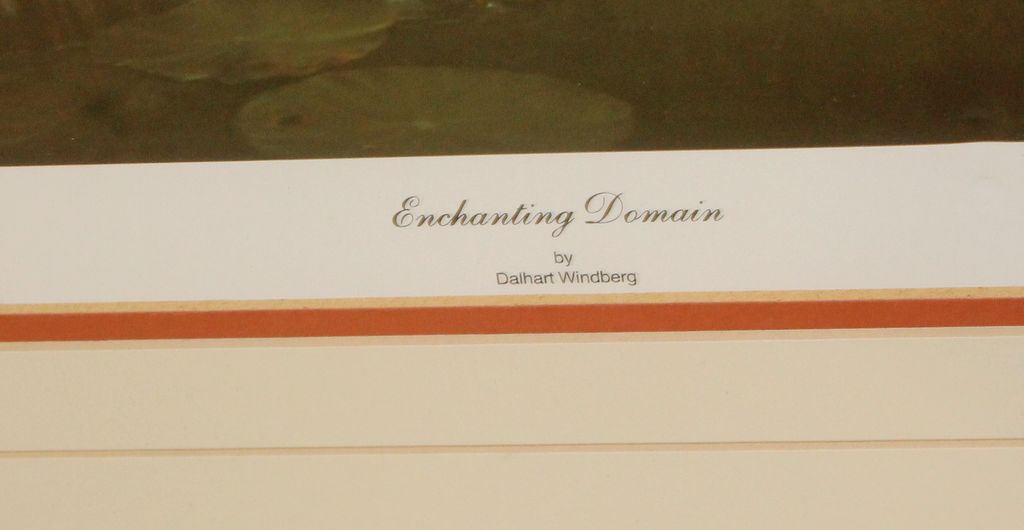 Enchanting Domain
by
Dalhart Windberg